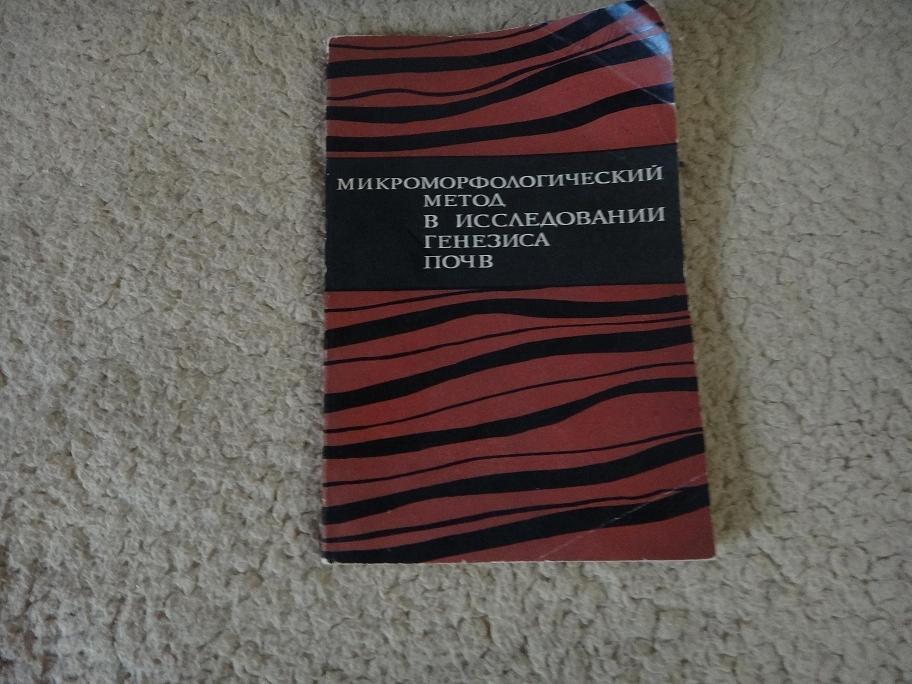 МИКРОМОРФОЛОГИЧЕСКИЙ
МЕТОД
В ИССЛЕДОВАНИИ
ГЕНЕЗИСА
ПОЧВ